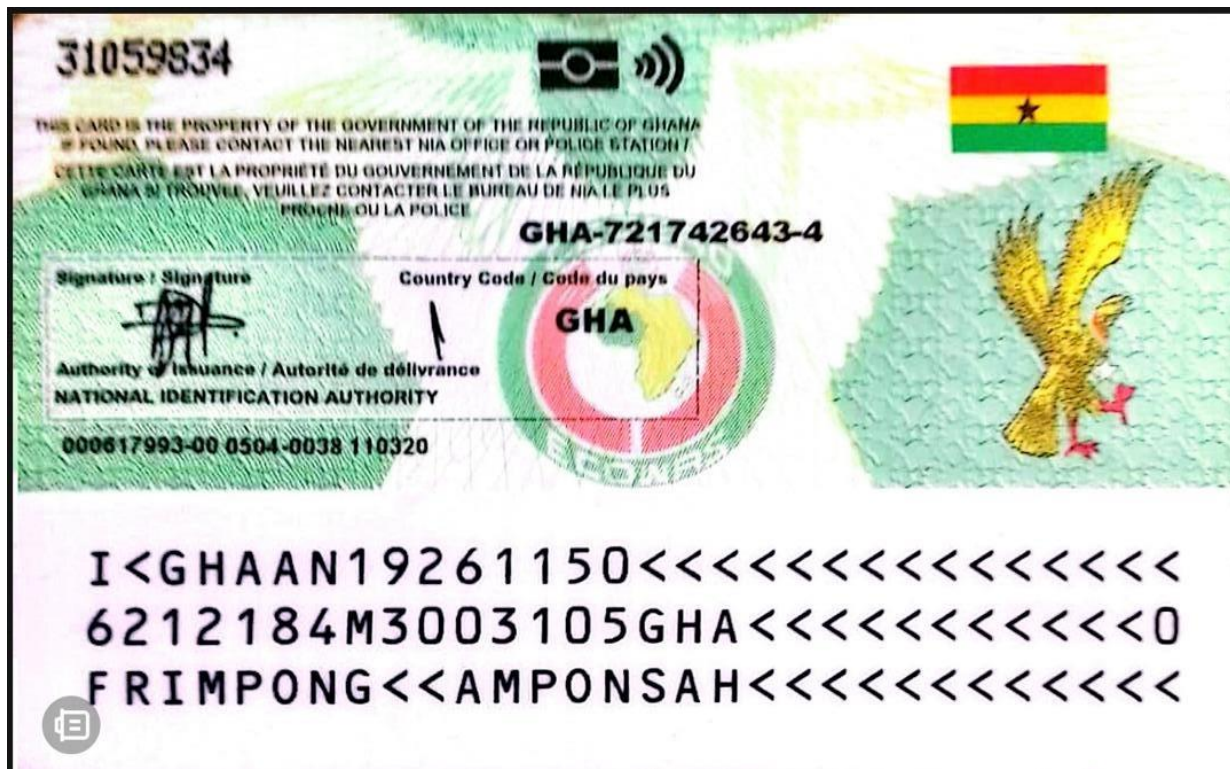 31059834
THIS CARD IS THE PROPERTY OF THE GOVERNMENT OF THE REPUBLIC OF GHANA
IF FOUND, PLEASE CONTACT THE NEAREST NIA OFFICE OR POLICE STATION /
CETTE CARTE EST LA PROPRIÉTÉ DU GOUVERNEMENT DE LA RÉPUBLIQUE DU
GHANA SI TROUVEE, VEUILLEZ CONTACTER LE BUREAU DE NIA LE PLUS
PROCHE OU LA POLICE
GHA-721742643-4
Signature / Signature
Country Code / Code du pays
GHA
Authority of Issuance / Autorité de délivrance
NATIONAL IDENTIFICATION AUTHORITY
000617993-00 0504-0038 110320
I<GHAAN19261150<<<<<<<<<<<<<<<
6212184M3003105GHA<<<<<<<<<<<0
FRIMPONG<<AMPONSAH<<<<<<<<<<<<